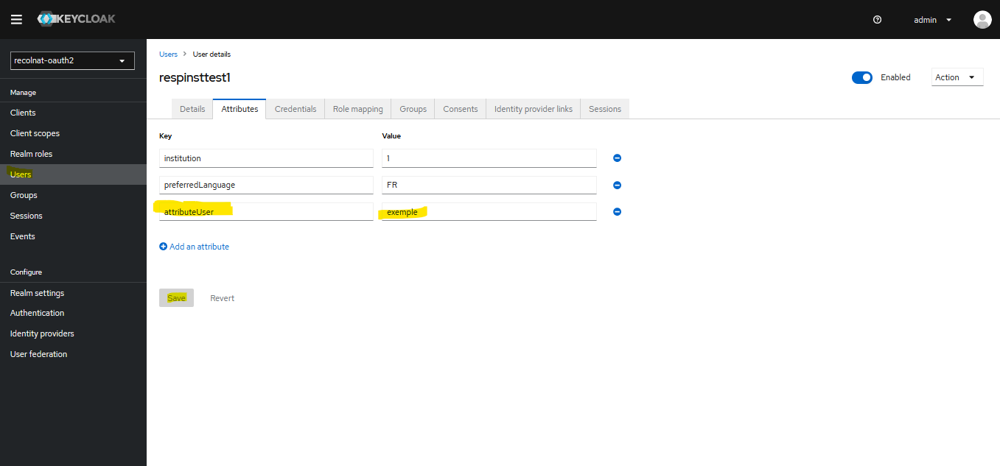 KEYCLOAK
admin
recolnat-oauth2
Manage
Clients
Client scopes
Realm roles
Users
Groups
Sessions
Events
Configure
Realm settings
Authentication
Identity providers
User federation
Users > User details
respinsttest1
Enabled
Action
Details Attributes Credentials Role mapping Groups Consents Identity provider links Sessions
Key Value
institution 1
preferredLanguage FR
attributeUser exemple
Add an attribute
Save Revert